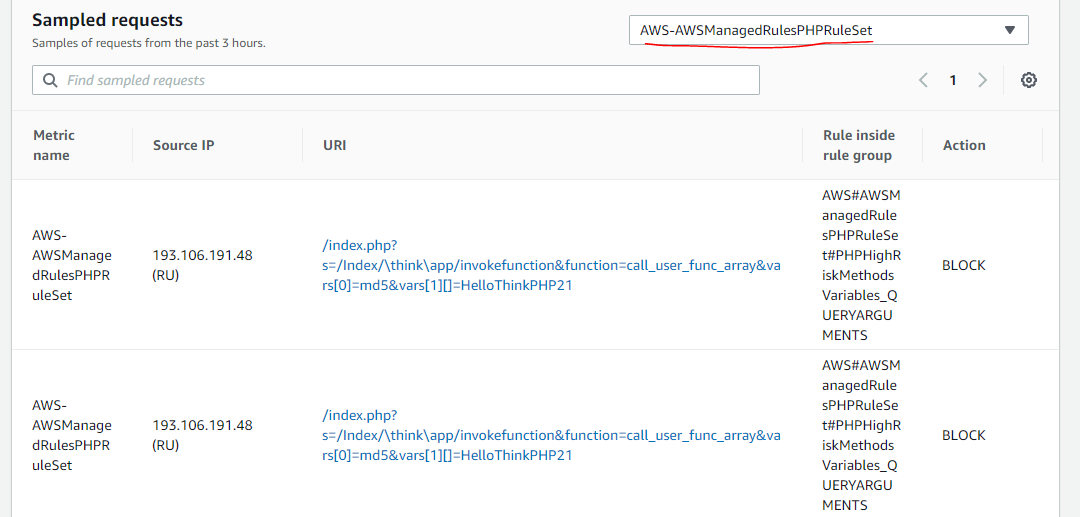 Sampled requests
Samples of requests from the past 3 hours.
AWS-AWSManagedRulesPHPRuleSet
Find sampled requests
1
Metric
name
Source IP
URI
Rule inside
rule group
Action
AWS-
AWSManage
dRulesPHPR
uleSet
193.106.191.48
(RU)
/index.php?
s=/Index/\think\app/invokefunction&function=call_user_func_array&va
rs[0]=md5&vars[1][]=HelloThinkPHP21
AWS#AWSM
anagedRule
sPHPRuleSe
t#PHPHighR
iskMethods
Variables_Q
UERYARGU
MENTS
BLOCK
AWS-
AWSManage
dRulesPHPR
uleSet
193.106.191.48
(RU)
/index.php?
s=/Index/\think\app/invokefunction&function=call_user_func_array&va
rs[0]=md5&vars[1][]=HelloThinkPHP21
AWS#AWSM
anagedRule
sPHPRuleSe
t#PHPHighR
iskMethods
Variables_Q
UERYARGU
MENTS
BLOCK